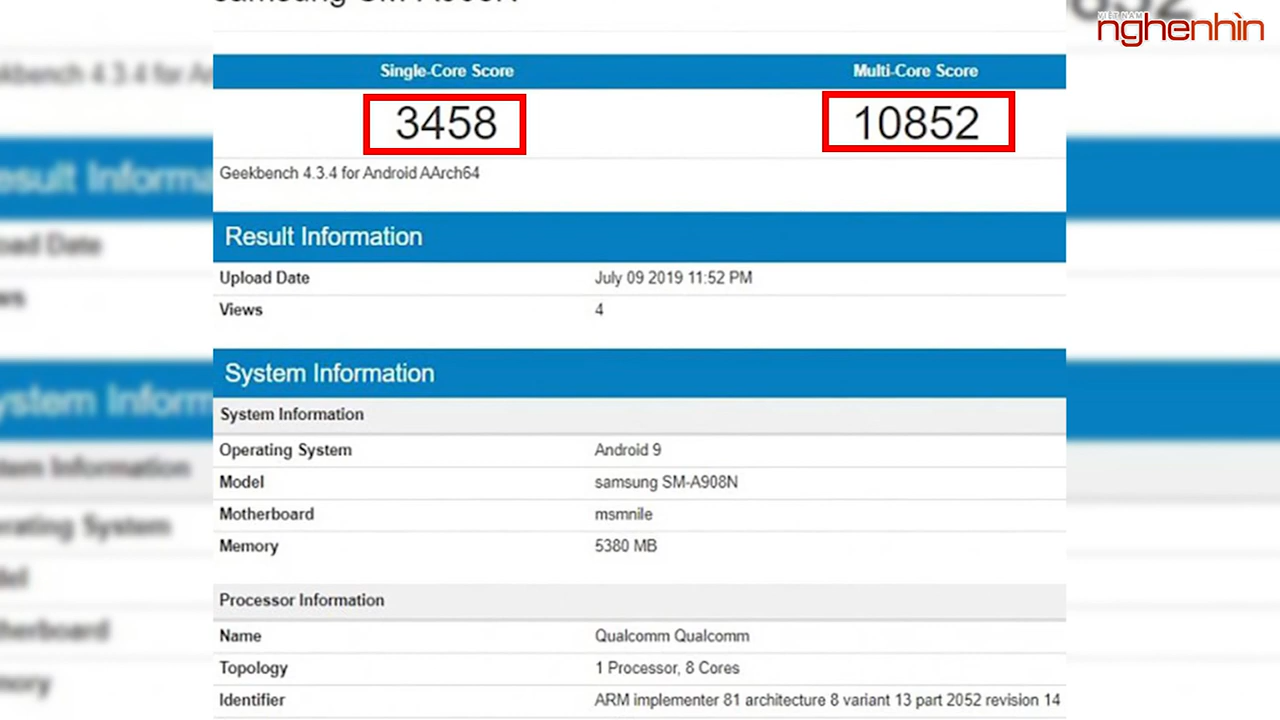 VIỆT NAM
nghenhìn
Single-Core Score Multi-Core Score
3458 10852
Geekbench 4.3.4 for Android AArch64
Result Information
Upload Date July 09 2019 11:52 PM
Views 4
System Information
System Information
Operating System Android 9
Model samsung SM-A908N
Motherboard msmnile
Memory 5380 MB
Processor Information
Name Qualcomm Qualcomm
Topology 1 Processor, 8 Cores
Identifier ARM implementer 81 architecture 8 variant 13 part 2052 revision 14